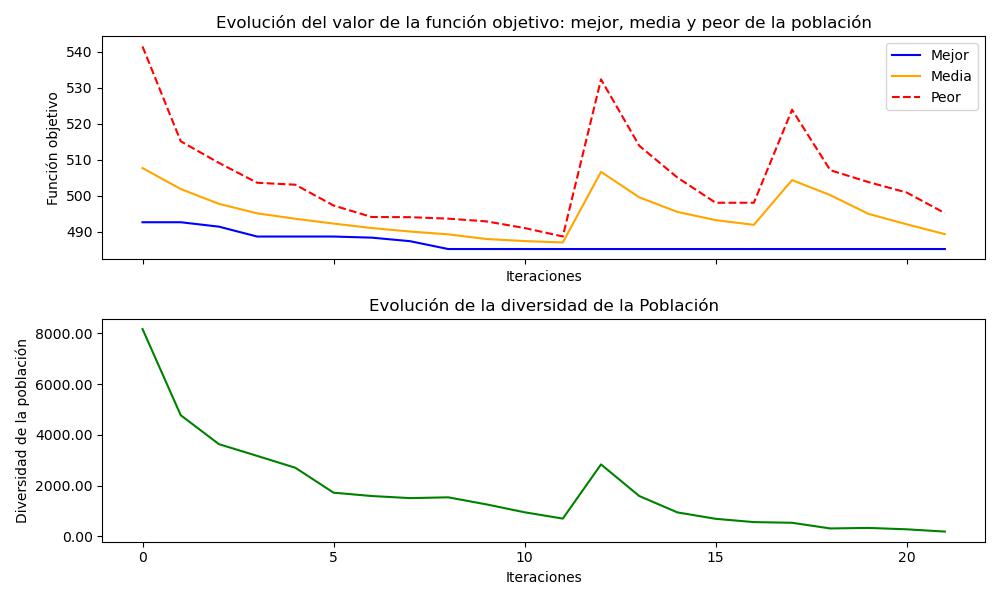 Evolución del valor de la función objetivo: mejor, media y peor de la población
540
530
520
510
500
490
Función objetivo
Mejor
Media
Peor
Iteraciones
Evolución de la diversidad de la Población
8000.00
6000.00
4000.00
2000.00
0.00
Diversidad de la población
0 5 10 15 20
Iteraciones